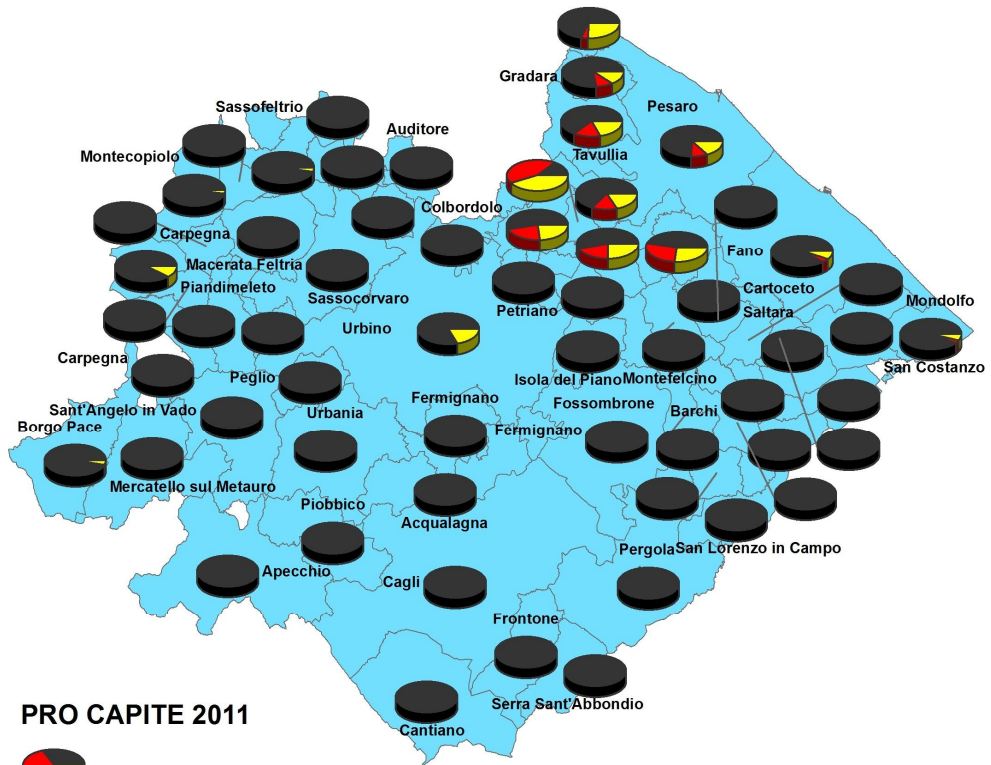 Gradara
Pesaro
Sassofeltrio
Auditore
Montecopiolo
Tavullia
Colbordolo
Carpegna
Fano
Macerata Feltria
Piandimeleto
Sassocorvaro
Cartoceto
Mondolfo
Petriano
Saltara
Urbino
Carpegna
San Costanzo
Peglio
Isola del Piano
Montefelcino
Sant'Angelo in Vado
Urbania
Fermignano
Fossombrone
Barchi
Borgo Pace
Fermignano
Mercatello sul Metauro
Piobbico
Acqualagna
Pergola
San Lorenzo in Campo
Apecchio
Cagli
Frontone
Serra Sant'Abbondio
PRO CAPITE 2011
Cantiano